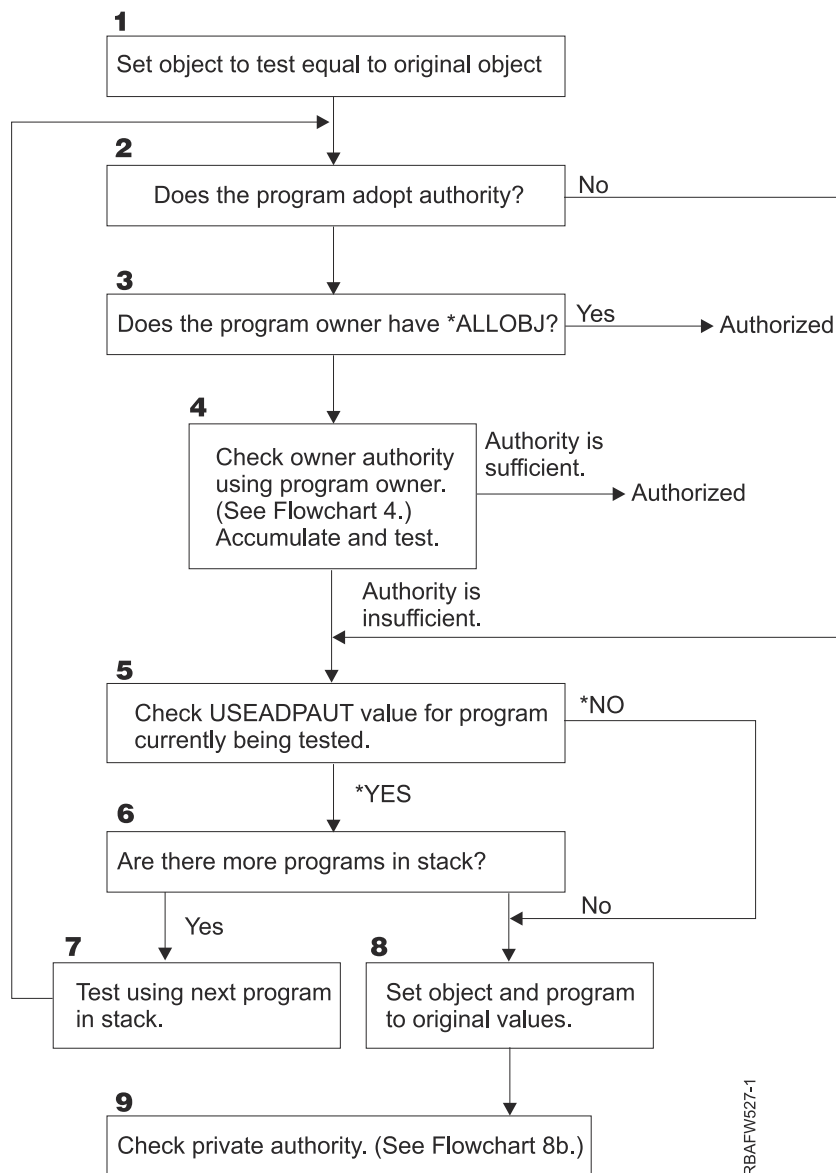 1
Set object to test equal to original object
2
Does the program adopt authority?
No
3
Does the program owner have *ALLOBJ?
Yes
Authorized
4
Check owner authority
using program owner.
(See Flowchart 4.)
Accumulate and test.
Authority is
sufficient.
Authorized
Authority is
insufficient.
5
Check USEADPAUT value for program
currently being tested.
*NO
*YES
6
Are there more programs in stack?
Yes
No
7
Test using next program
in stack.
8
Set object and program
to original values.
9
Check private authority. (See Flowchart 8b.)
RBAFW527-1